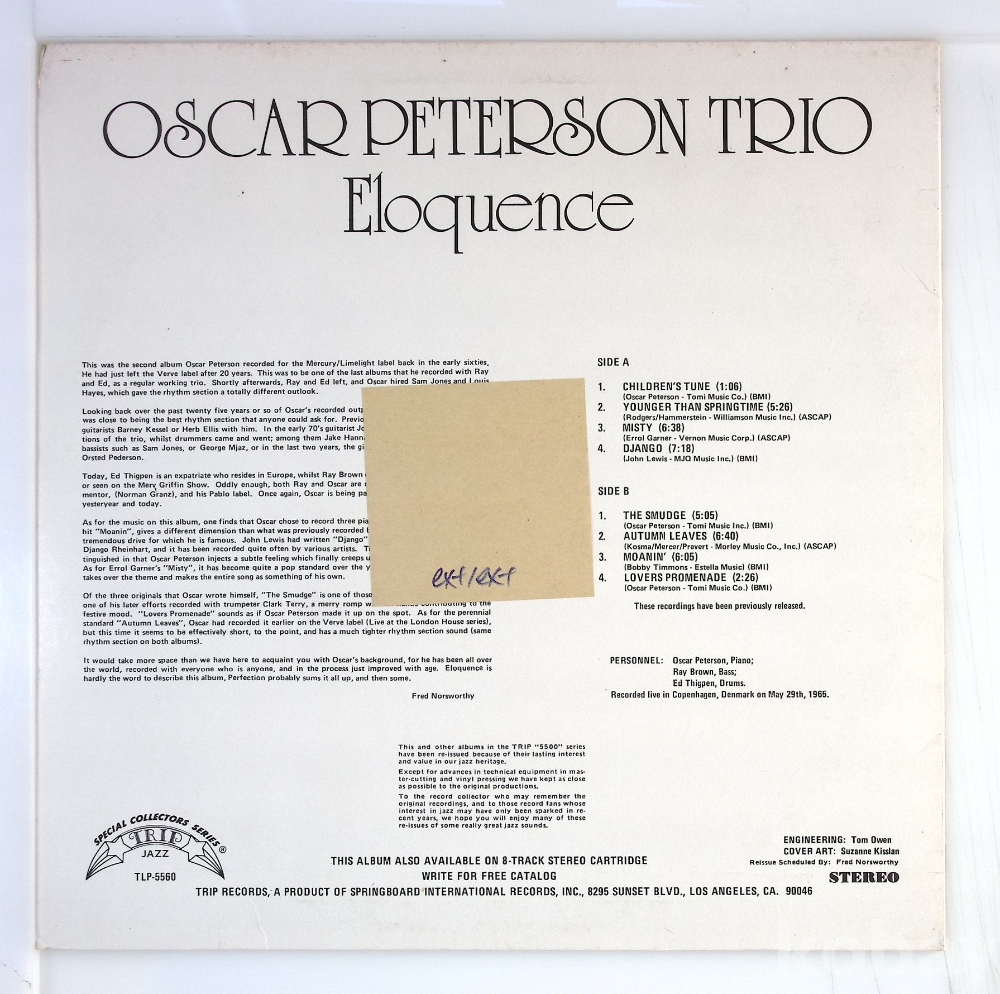 OSCAR PETERSON TRIO
Eloquence
This was the second album Oscar Peterson recorded for the Mercury/Limelight label back in the early sixties.
He had just left the Verve label after 20 years. This was to be one of the last albums that he recorded with Ray
and Ed, as a regular working trio. Shortly afterwards, Ray and Ed left, and Oscar hired Sam Jones and Louis
Hayes, which gave the rhythm section a totally different outlook.
Looking back over the past twenty five years or so of Oscar's recorded
was close to being the best rhythm section that anyone could ask for.
guitarists Barney Kessel or Herb Ellis with him. In the early 70's guitarist
tions of the trio, whilst drummers came and went; among them Jake
bassists such as Sam Jones, or George Mjaz, or in the last two years, the
Orsted Pederson.
Today, Ed Thigpen is an expatriate who resides in Europe, whilst Ray Brown
or seen on the Merv Griffin Show. Oddly enough, both Ray and Oscar are
mentor, (Norman Granz), and his Pablo label. Once again, Oscar is being
yesteryear and today.
As for the music on this album, one finds that Oscar chose to record three
hit "Moanin", gives a different dimension than what was previously recorded
tremendous drive for which he is famous. John Lewis had written "Django"
Django Rheinhart, and it has been recorded quite often by various artists.
tinguished in that Oscar Peterson injects a subtle feeling which finally creeps
As for Errol Garner's "Misty", it has become quite a pop standard over the
takes over the theme and makes the entire song as something of his own.
Of the three originals that Oscar wrote himself, "The Smudge" is one of those
one of his later efforts recorded with trumpeter Clark Terry, a merry romp contributing to the
festive mood. "Lovers Promenade" sounds as if Oscar Peterson made it up on the spot. As for the perennial
standard "Autumn Leaves", Oscar had recorded it earlier on the Verve label (Live at the London House series),
but this time it seems to be effectively short, to the point, and has a much tighter rhythm section sound (same
rhythm section on both albums).
It would take more space than we have here to acquaint you with Oscar's background, for he has been all over
the world, recorded with everyone who is anyone, and in the process just improved with age. Eloquence is
hardly the word to describe this album, Perfection probably sums it all up, and then some.
Fred Norsworthy
ext/ext
SIDE A
1. CHILDREN'S TUNE (1:06)
(Oscar Peterson - Tomi Music Co.) (BMI)
2. YOUNGER THAN SPRINGTIME (5:26)
(Rodgers/Hammerstein - Williamson Music Inc.) (ASCAP)
3. MISTY (6:38)
(Errol Garner - Vernon Music Corp.) (ASCAP)
4. DJANGO (7:18)
(John Lewis - MJQ Music Inc.) (BMI)
SIDE B
1. THE SMUDGE (5:05)
(Oscar Peterson - Tomi Music Inc.) (BMI)
2. AUTUMN LEAVES (6:40)
(Kosma/Mercer/Prevert - Morley Music Co., Inc.) (ASCAP)
3. MOANIN' (6:05)
(Bobby Timmons - Estella Music) (BMI)
4. LOVERS PROMENADE (2:26)
(Oscar Peterson - Tomi Music Co.) (BMI)
These recordings have been previously released.
PERSONNEL: Oscar Peterson, Piano;
Ray Brown, Bass;
Ed Thigpen, Drums.
Recorded live in Copenhagen, Denmark on May 29th, 1965.
This and other albums in the TRIP "5500" series
have been re-issued because of their lasting interest
and value in our jazz heritage.
Except for advances in technical equipment in mas-
ter-cutting and vinyl pressing we have kept as close
as possible to the original productions.
To the record collector who may remember the
original recordings, and to those record fans whose
interest in jazz may have only been sparked in re-
cent years, we hope you will enjoy many of these
re-issues of some really great jazz sounds.
SPECIAL COLLECTORS SERIES ®
TRIP
JAZZ
TLP-5560
THIS ALBUM ALSO AVAILABLE ON 8-TRACK STEREO CARTRIDGE
WRITE FOR FREE CATALOG
TRIP RECORDS, A PRODUCT OF SPRINGBOARD INTERNATIONAL RECORDS, INC., 8295 SUNSET BLVD., LOS ANGELES, CA. 90046
ENGINEERING: Tom Owen
COVER ART: Suzanne Kisslan
Reissue Scheduled By: Fred Norsworthy
STEREO